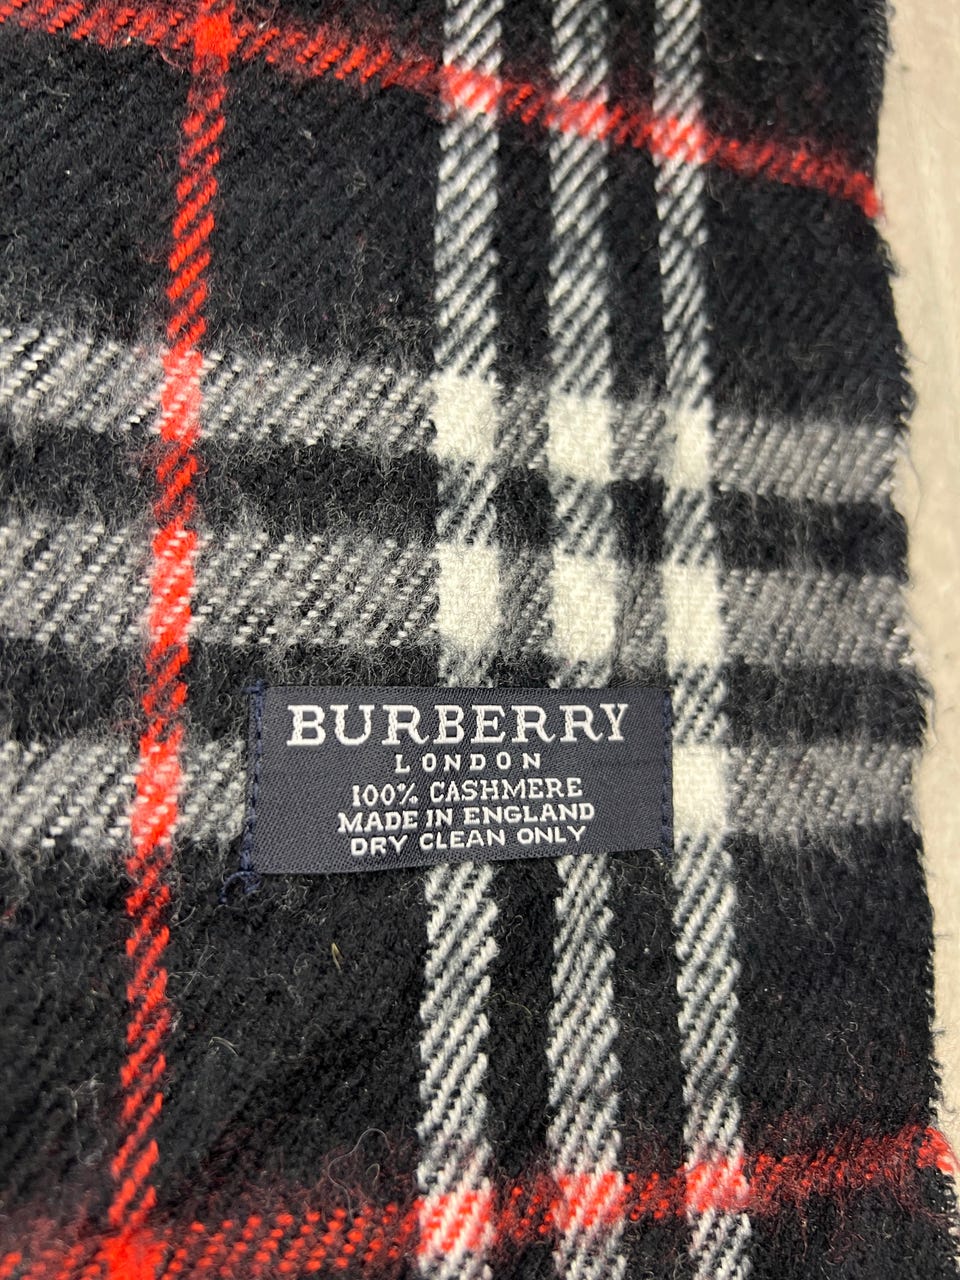 BURBERRY
LONDON
100% CASHMERE
MADE IN ENGLAND
DRY CLEAN ONLY